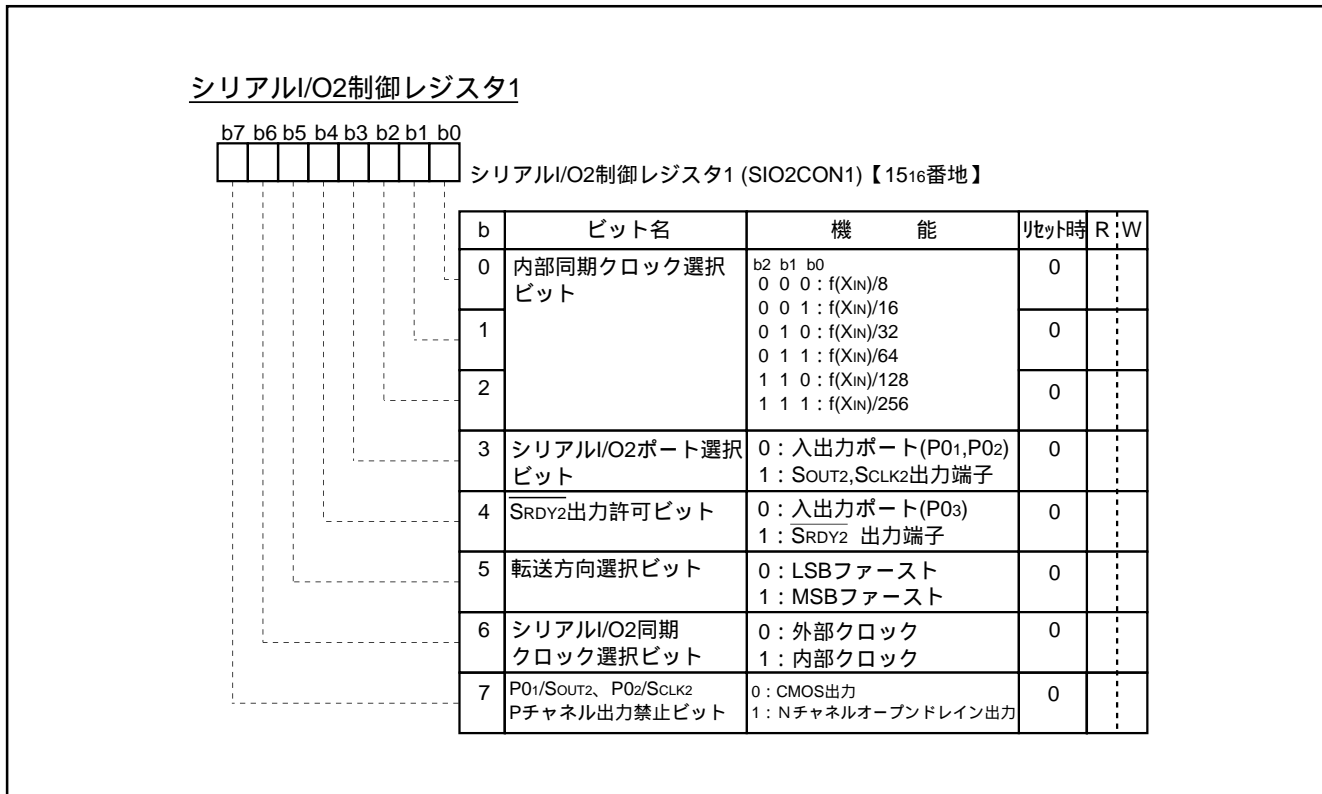 シリアルI/O2制御レジスタ1
b7 b6 b5 b4 b3 b2 b1 b0
シリアルI/O2制御レジスタ1 (SIO2CON1)【1516番地】
b ビット名 機 能 リセット時 R W
0 内部同期クロック選択
ビット
b2 b1 b0
0 0 0:f(XIN)/8
0 0 1:f(XIN)/16
0 1 0:f(XIN)/32
0 1 1:f(XIN)/64
1 1 0:f(XIN)/128
1 1 1:f(XIN)/256
0
1 0
2 0
3 シリアルI/O2ポート選択
ビット
0:入出力ポート(P01,P02)
1:SOUT2,SCLK2出力端子
0
4 S̅R̅D̅Y̅2̅出力許可ビット
0:入出力ポート(P03)
1:S̅R̅D̅Y̅2̅ 出力端子
0
5 転送方向選択ビット
0:LSBファースト
1:MSBファースト
0
6 シリアルI/O2同期
クロック選択ビット
0:外部クロック
1:内部クロック
0
7 P01/SOUT2、P02/SCLK2
Pチャネル出力禁止ビット
0:CMOS出力
1:Nチャネルオープンドレイン出力
0